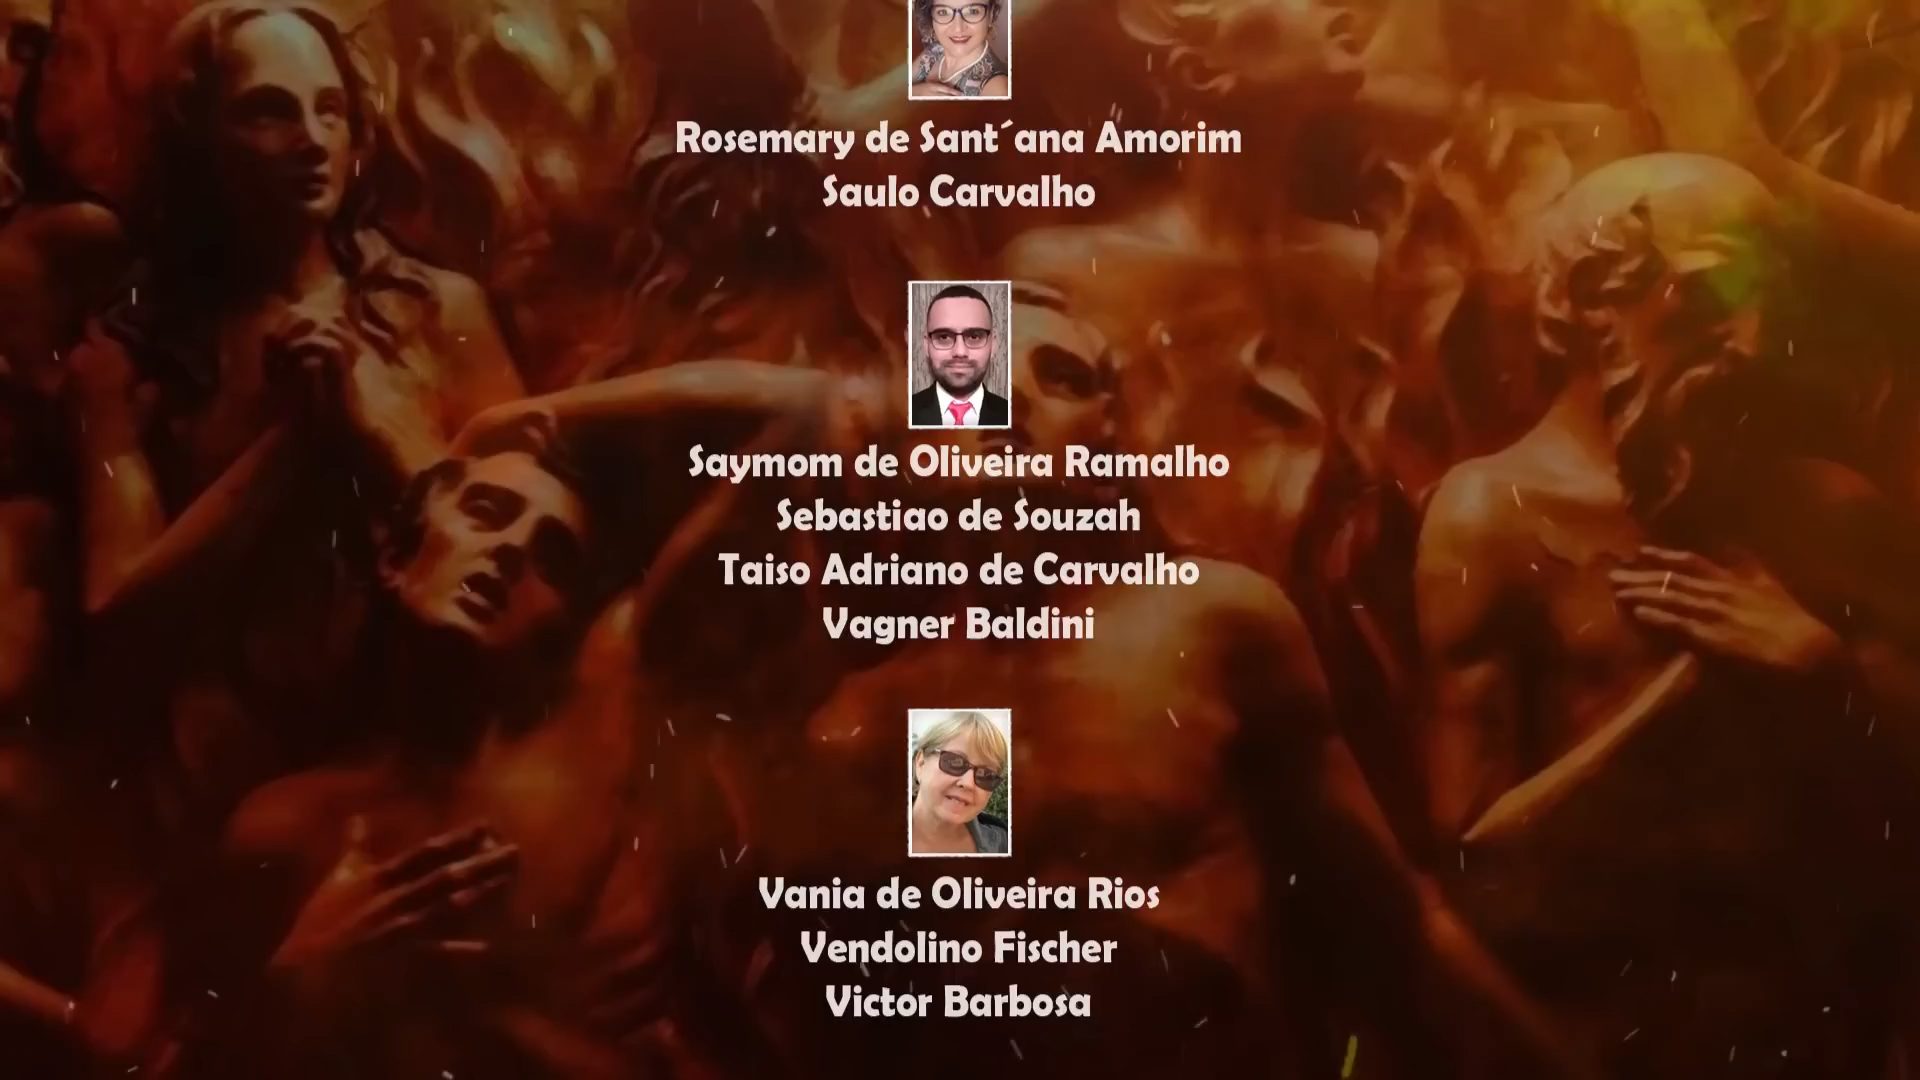 Rosemary de Sant´ana Amorim
Saulo Carvalho
Saymom de Oliveira Ramalho
Sebastiao de Souzah
Taiso Adriano de Carvalho
Vagner Baldini
Vania de Oliveira Rios
Vendolino Fischer
Victor Barbosa